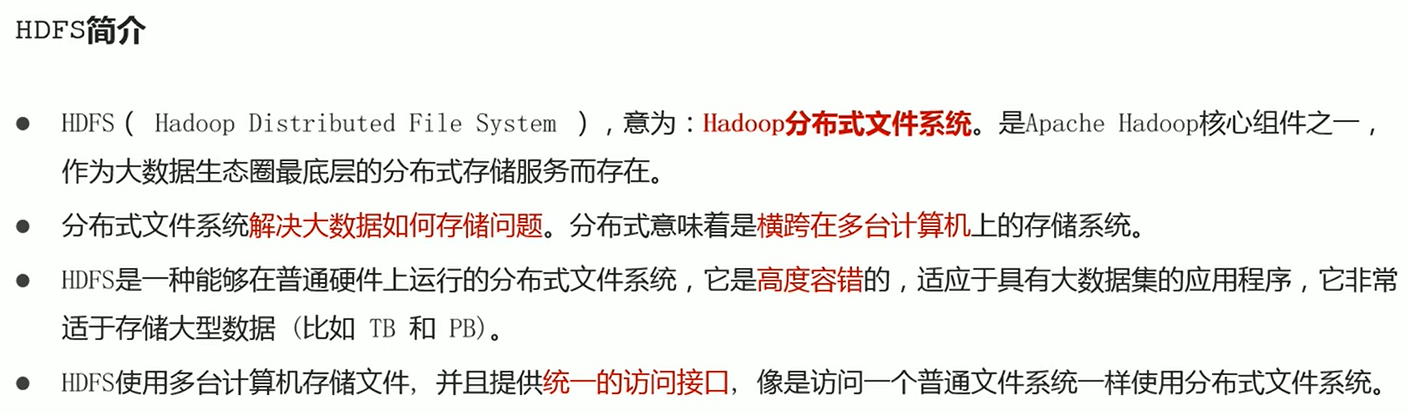 HDFS简介
● HDFS（ Hadoop Distributed File System ），意为：Hadoop分布式文件系统。是Apache Hadoop核心组件之一，
作为大数据生态圈最底层的分布式存储服务而存在。
● 分布式文件系统解决大数据如何存储问题。分布式意味着是横跨在多台计算机上的存储系统。
● HDFS是一种能够在普通硬件上运行的分布式文件系统，它是高度容错的，适应于具有大数据集的应用程序，它非常
适于存储大型数据 (比如 TB 和 PB)。
● HDFS使用多台计算机存储文件, 并且提供统一的访问接口, 像是访问一个普通文件系统一样使用分布式文件系统。